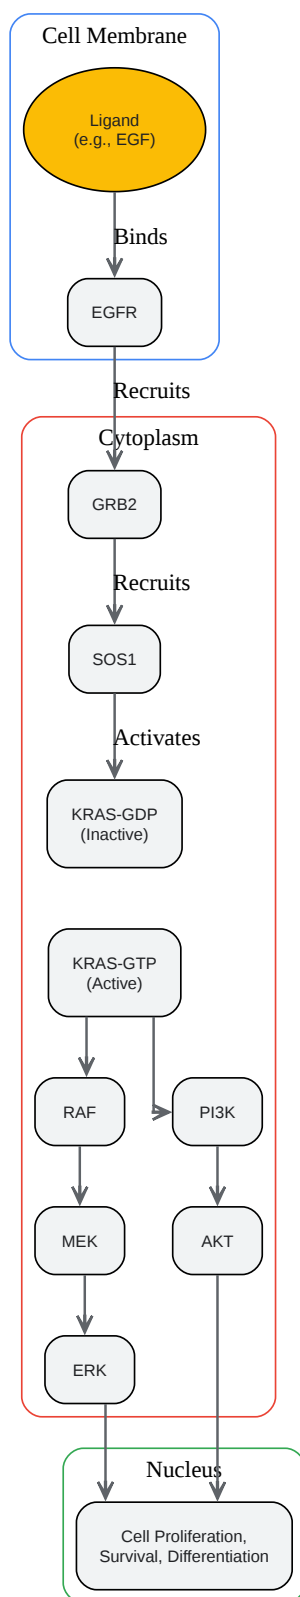 Cell Membrane
Ligand
(e.g., EGF)
Binds
EGFR
Recruits
Cytoplasm
GRB2
Recruits
SOS1
Activates
KRAS-GDP
(Inactive)
KRAS-GTP
(Active)
RAF
PI3K
MEK
AKT
ERK
Nucleus
Cell Proliferation,
Survival, Differentiation